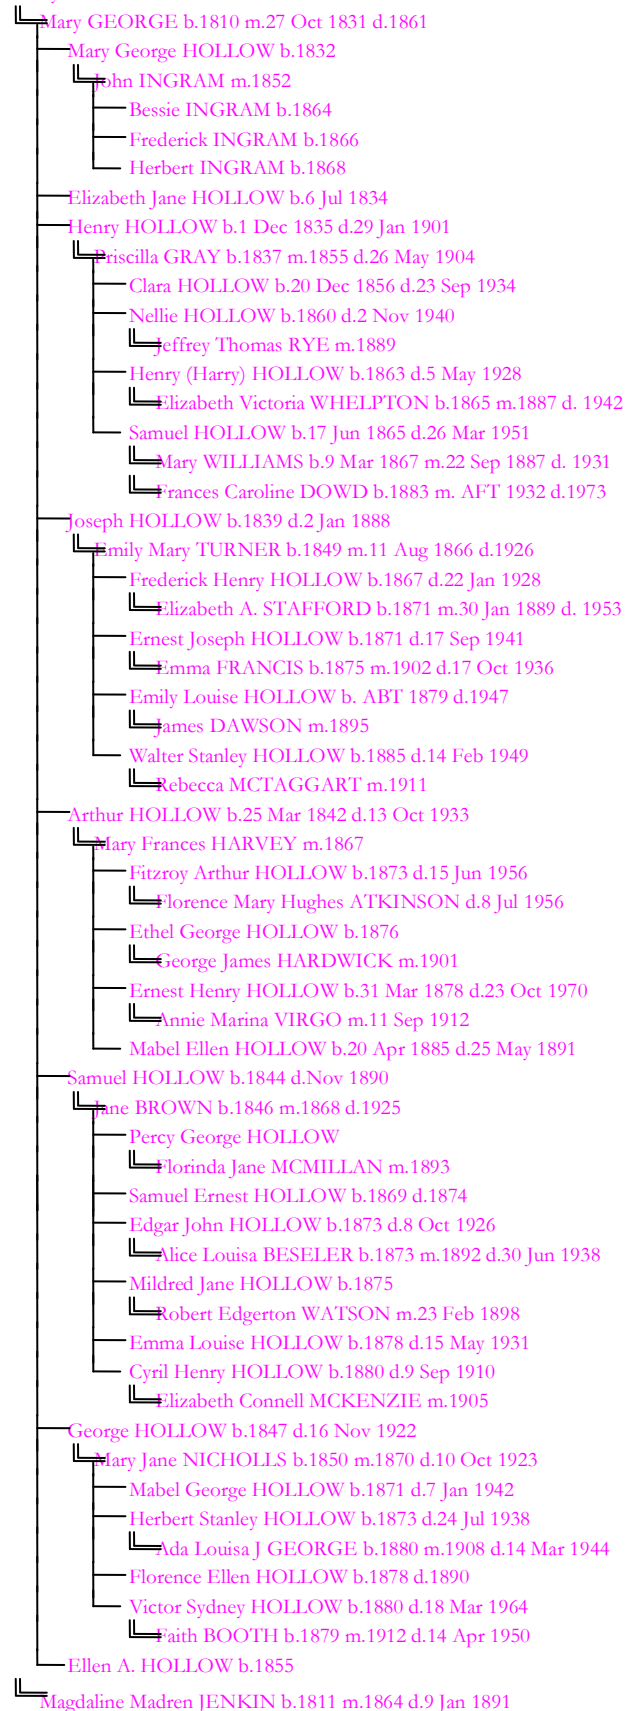 Mary GEORGE b.1810 m.27 Oct 1831 d.1861
Mary George HOLLOW b.1832
John INGRAM m.1852
Bessie INGRAM b.1864
Frederick INGRAM b.1866
Herbert INGRAM b.1868
Elizabeth Jane HOLLOW b.6 Jul 1834
Henry HOLLOW b.1 Dec 1835 d.29 Jan 1901
Priscilla GRAY b.1837 m.1855 d.26 May 1904
Clara HOLLOW b.20 Dec 1856 d.23 Sep 1934
Nellie HOLLOW b.1860 d.2 Nov 1940
Jeffrey Thomas RYE m.1889
Henry (Harry) HOLLOW b.1863 d.5 May 1928
Elizabeth Victoria WHELPTON b.1865 m.1887 d. 1942
Samuel HOLLOW b.17 Jun 1865 d.26 Mar 1951
Mary WILLIAMS b.9 Mar 1867 m.22 Sep 1887 d. 1931
Frances Caroline DOWD b.1883 m. AFT 1932 d.1973
Joseph HOLLOW b.1839 d.2 Jan 1888
Emily Mary TURNER b.1849 m.11 Aug 1866 d.1926
Frederick Henry HOLLOW b.1867 d.22 Jan 1928
Elizabeth A. STAFFORD b.1871 m.30 Jan 1889 d. 1953
Ernest Joseph HOLLOW b.1871 d.17 Sep 1941
Emma FRANCIS b.1875 m.1902 d.17 Oct 1936
Emily Louise HOLLOW b. ABT 1879 d.1947
James DAWSON m.1895
Walter Stanley HOLLOW b.1885 d.14 Feb 1949
Rebecca MCTAGGART m.1911
Arthur HOLLOW b.25 Mar 1842 d.13 Oct 1933
Mary Frances HARVEY m.1867
Fitzroy Arthur HOLLOW b.1873 d.15 Jun 1956
Florence Mary Hughes ATKINSON d.8 Jul 1956
Ethel George HOLLOW b.1876
George James HARDWICK m.1901
Ernest Henry HOLLOW b.31 Mar 1878 d.23 Oct 1970
Annie Marina VIRGO m.11 Sep 1912
Mabel Ellen HOLLOW b.20 Apr 1885 d.25 May 1891
Samuel HOLLOW b.1844 d.Nov 1890
Jane BROWN b.1846 m.1868 d.1925
Percy George HOLLOW
Florinda Jane MCMILLAN m.1893
Samuel Ernest HOLLOW b.1869 d.1874
Edgar John HOLLOW b.1873 d.8 Oct 1926
Alice Louisa BESELER b.1873 m.1892 d.30 Jun 1938
Mildred Jane HOLLOW b.1875
Robert Edgerton WATSON m.23 Feb 1898
Emma Louise HOLLOW b.1878 d.15 May 1931
Cyril Henry HOLLOW b.1880 d.9 Sep 1910
Elizabeth Connell MCKENZIE m.1905
George HOLLOW b.1847 d.16 Nov 1922
Mary Jane NICHOLLS b.1850 m.1870 d.10 Oct 1923
Mabel George HOLLOW b.1871 d.7 Jan 1942
Herbert Stanley HOLLOW b.1873 d.24 Jul 1938
Ada Louisa J GEORGE b.1880 m.1908 d.14 Mar 1944
Florence Ellen HOLLOW b.1878 d.1890
Victor Sydney HOLLOW b.1880 d.18 Mar 1964
Faith BOOTH b.1879 m.1912 d.14 Apr 1950
Ellen A. HOLLOW b.1855
Magdaline Madren JENKIN b.1811 m.1864 d.9 Jan 1891